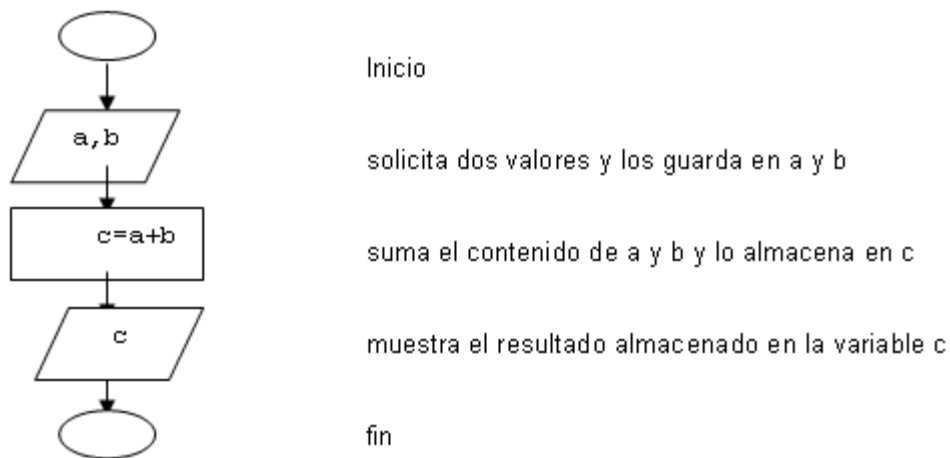 Inicio
a,b
solicita dos valores y los guarda en a y b
c=a+b
suma el contenido de a y b y lo almacena en c
c
muestra el resultado almacenado en la variable c
fin